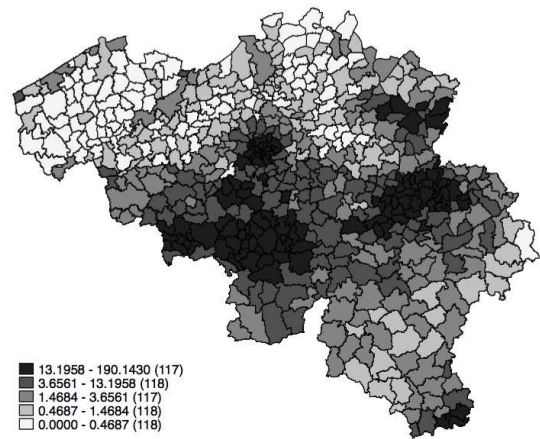 13.1958 - 190.1430 (117)
3.6561 - 13.1958 (118)
1.4684 - 3.6561 (117)
0.4687 - 1.4684 (118)
0.0000 - 0.4687 (118)